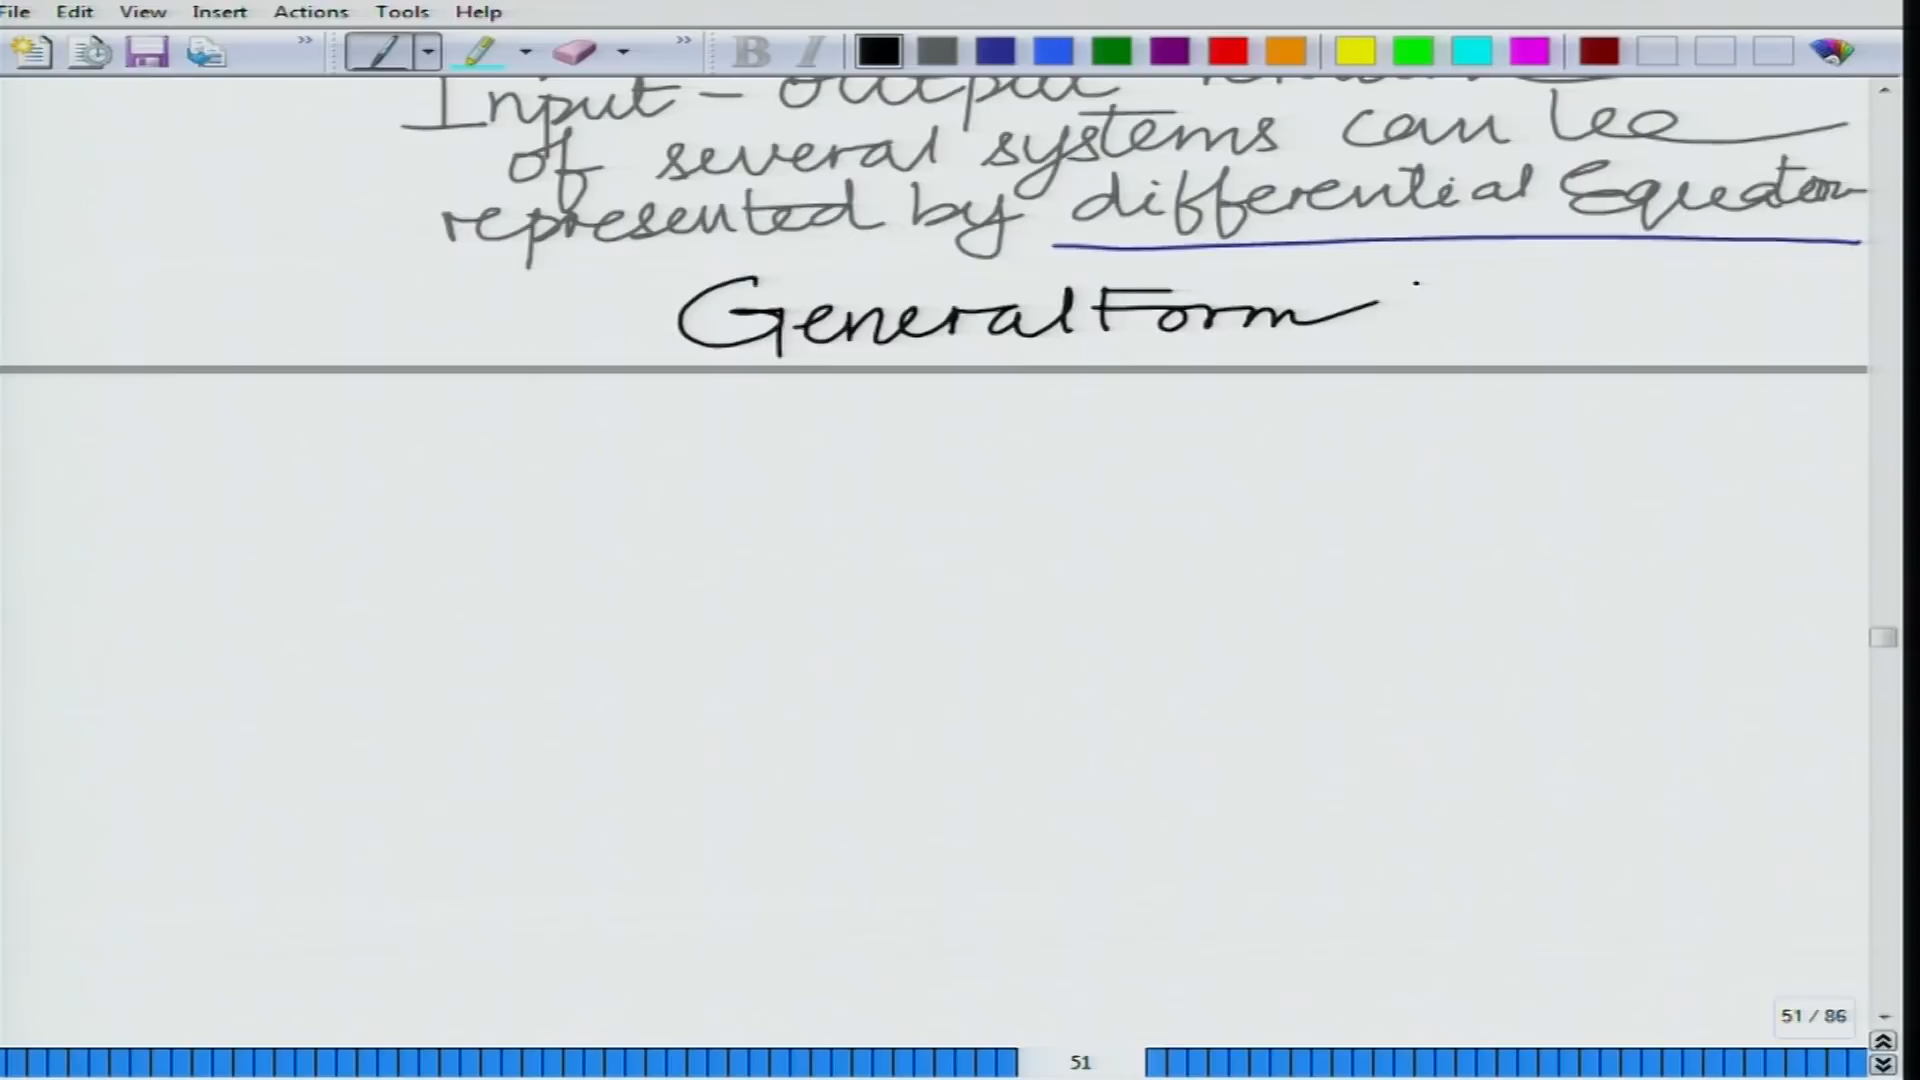 File Edit View Insert Actions Tools Help
B I
Input - output
of several systems can be
represented by differential Equation
General Form
51 / 86
51